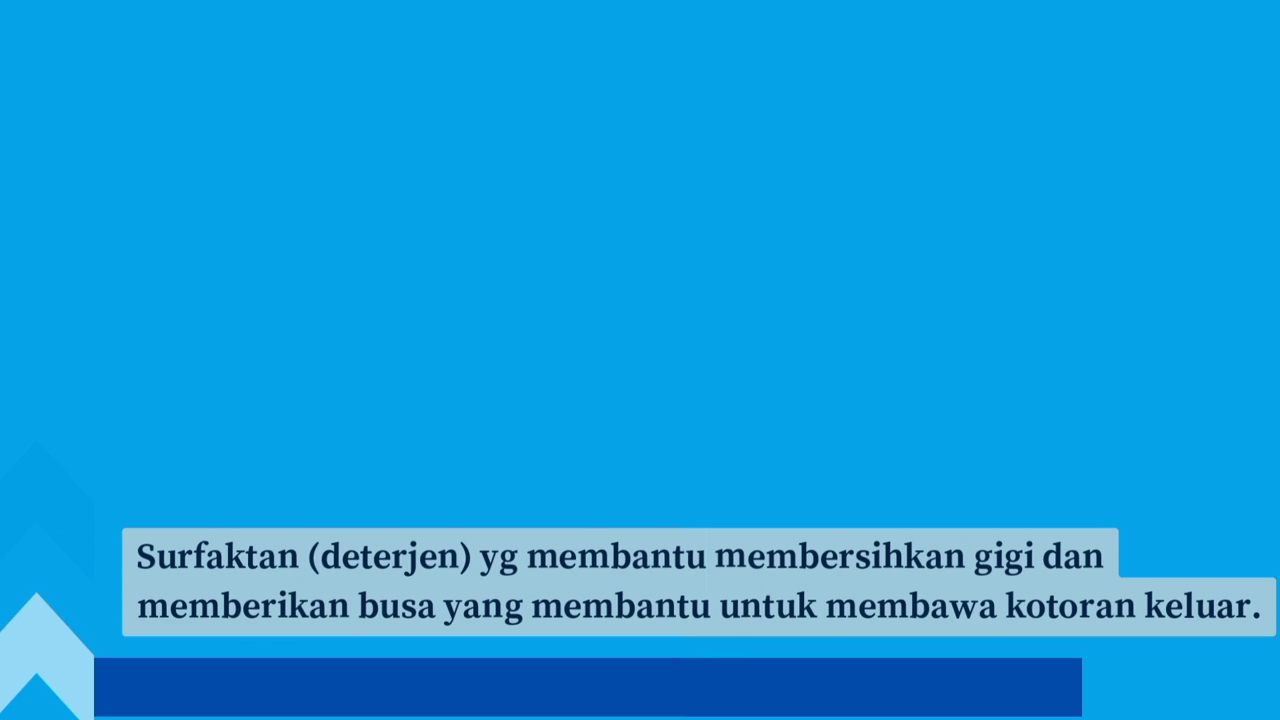 Surfaktan (deterjen) yg membantu membersihkan gigi dan
memberikan busa yang membantu untuk membawa kotoran keluar.